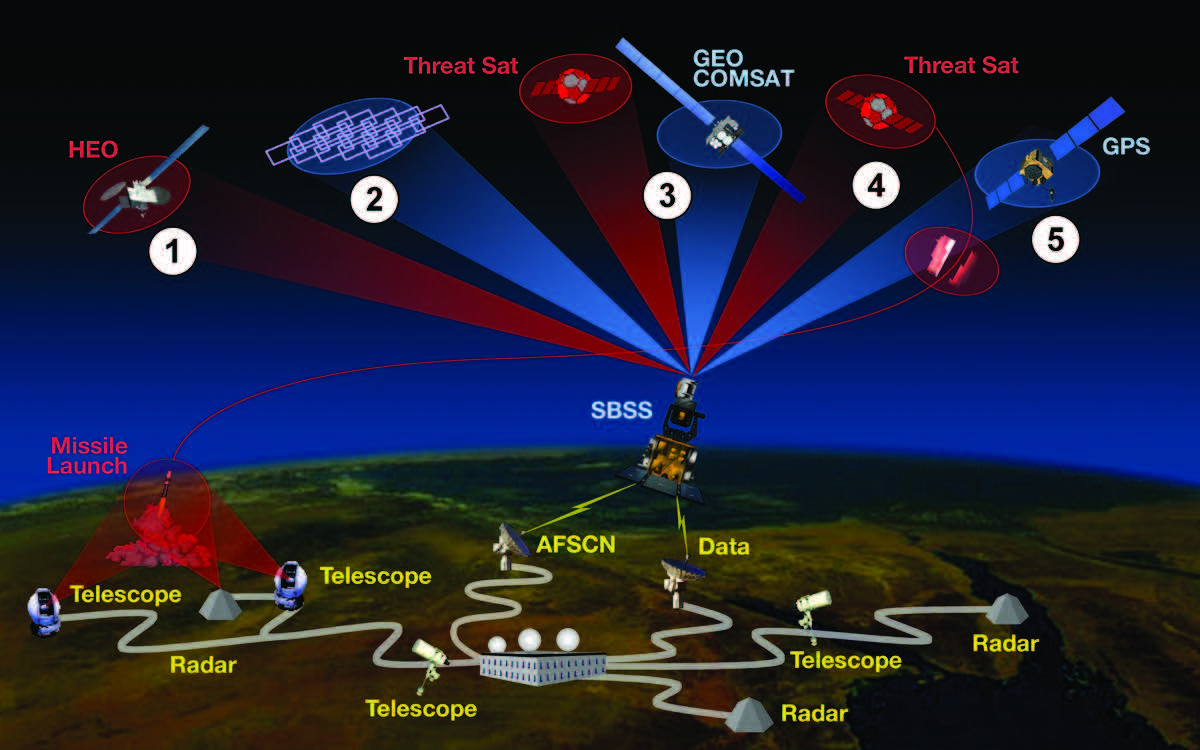 Threat Sat
GEO
COMSAT
Threat Sat
HEO
GPS
1
2
3
4
5
SBSS
Missile
Launch
AFSCN
Data
Telescope
Telescope
Radar
Telescope
Telescope
Radar
Radar